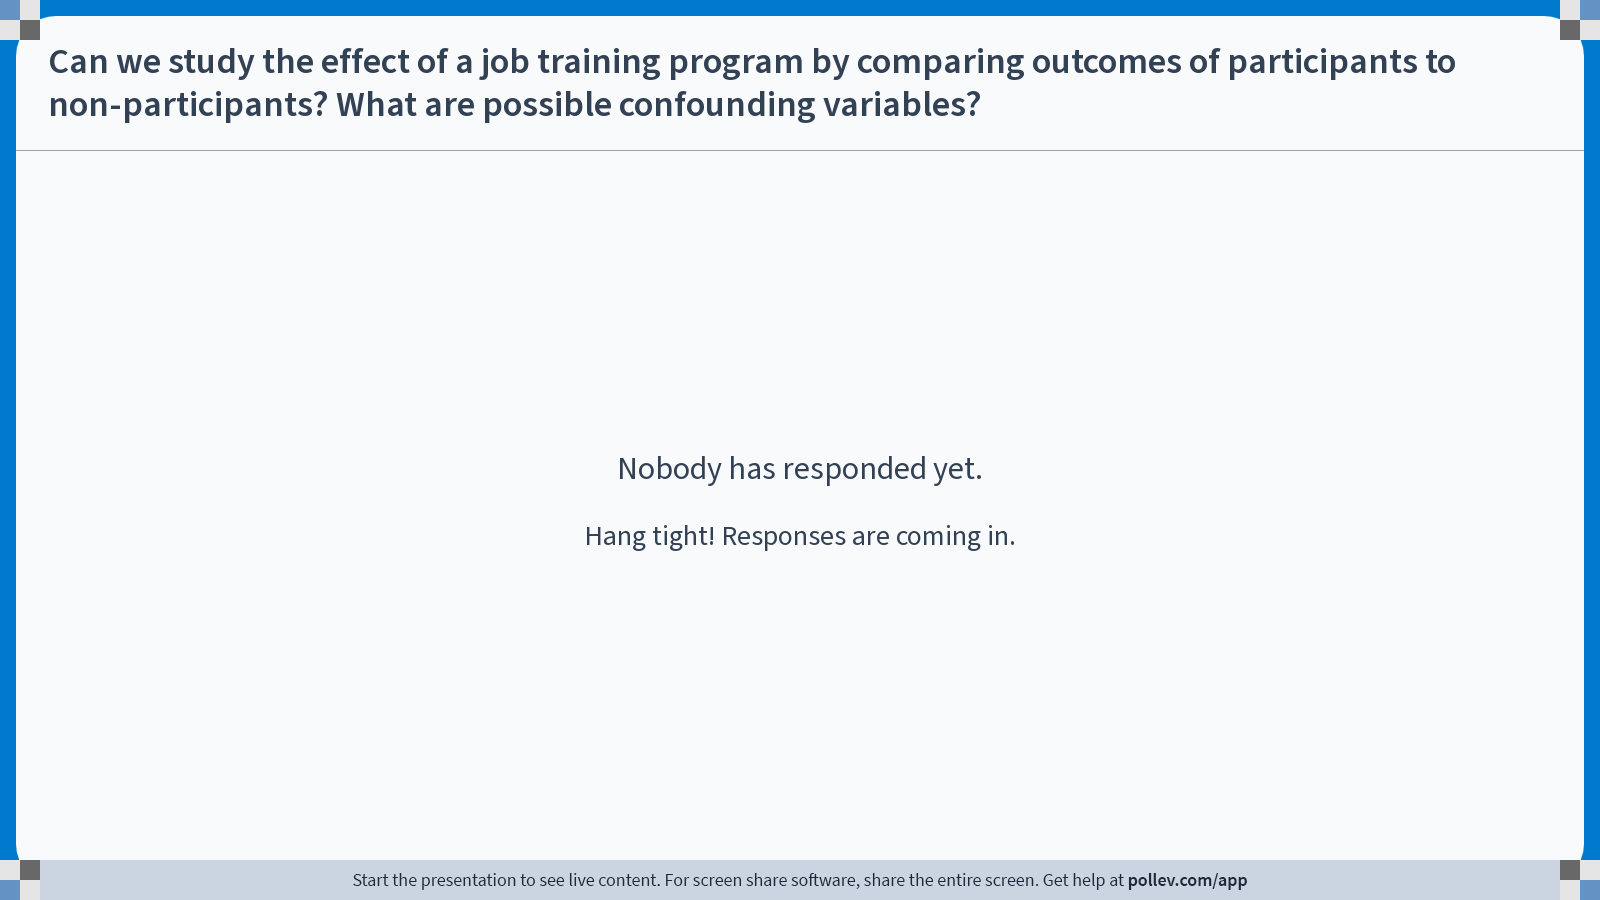 Can we study the effect of a job training program by comparing outcomes of participants to
non-participants? What are possible confounding variables?
Nobody has responded yet.
Hang tight! Responses are coming in.
Start the presentation to see live content. For screen share software, share the entire screen. Get help at pollev.com/app